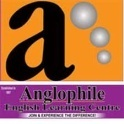 a
Anglophile
English Learning Centre
JOIN & EXPERIENCE THE DIFFERENCE!